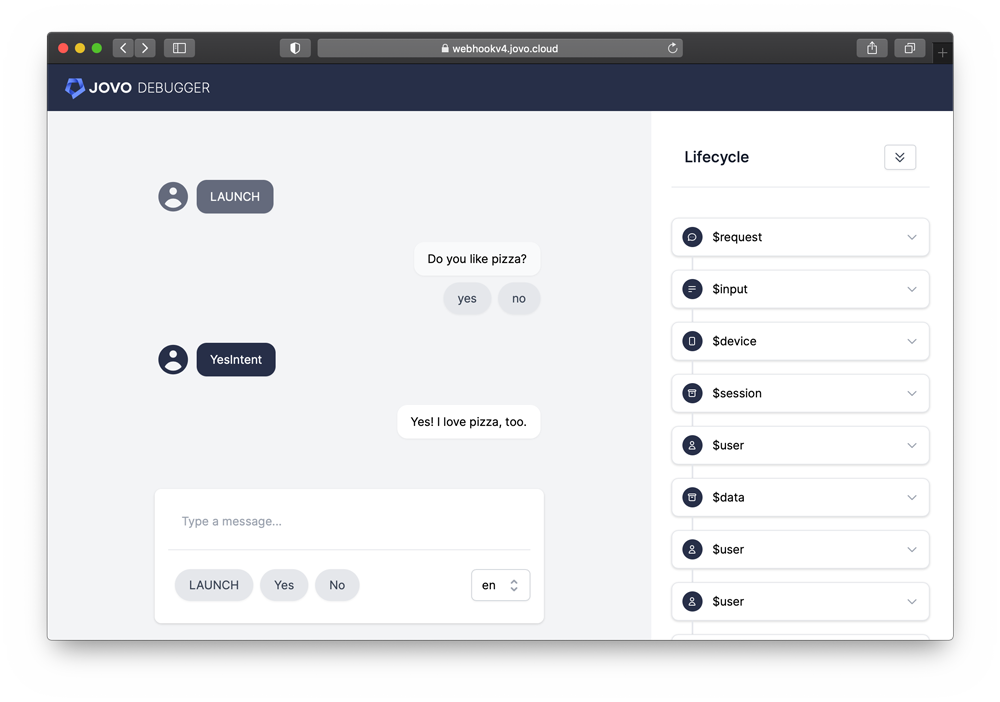 webhookv4.jovo.cloud
JOVO DEBUGGER
LAUNCH
Do you like pizza?
yes
no
YesIntent
Yes! I love pizza, too.
Type a message...
LAUNCH
Yes
No
en
Lifecycle
$request
$input
$device
$session
$user
$data
$user
$user